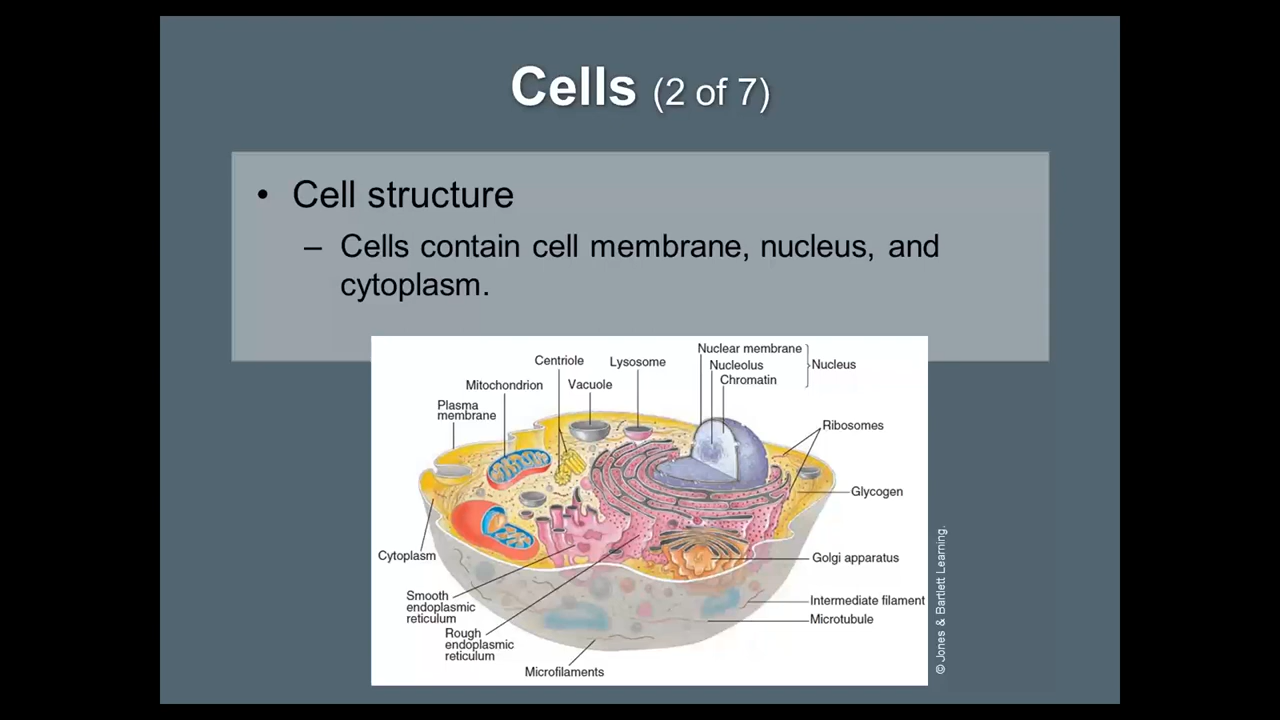 Cells (2 of 7)
• Cell structure
– Cells contain cell membrane, nucleus, and
cytoplasm.
Nuclear membrane
Nucleolus
Chromatin
Nucleus
Centriole
Lysosome
Mitochondrion
Vacuole
Plasma
membrane
Ribosomes
Glycogen
Cytoplasm
Golgi apparatus
Smooth
endoplasmic
reticulum
Intermediate filament
Microtubule
Rough
endoplasmic
reticulum
Microfilaments
© Jones & Bartlett Learning.